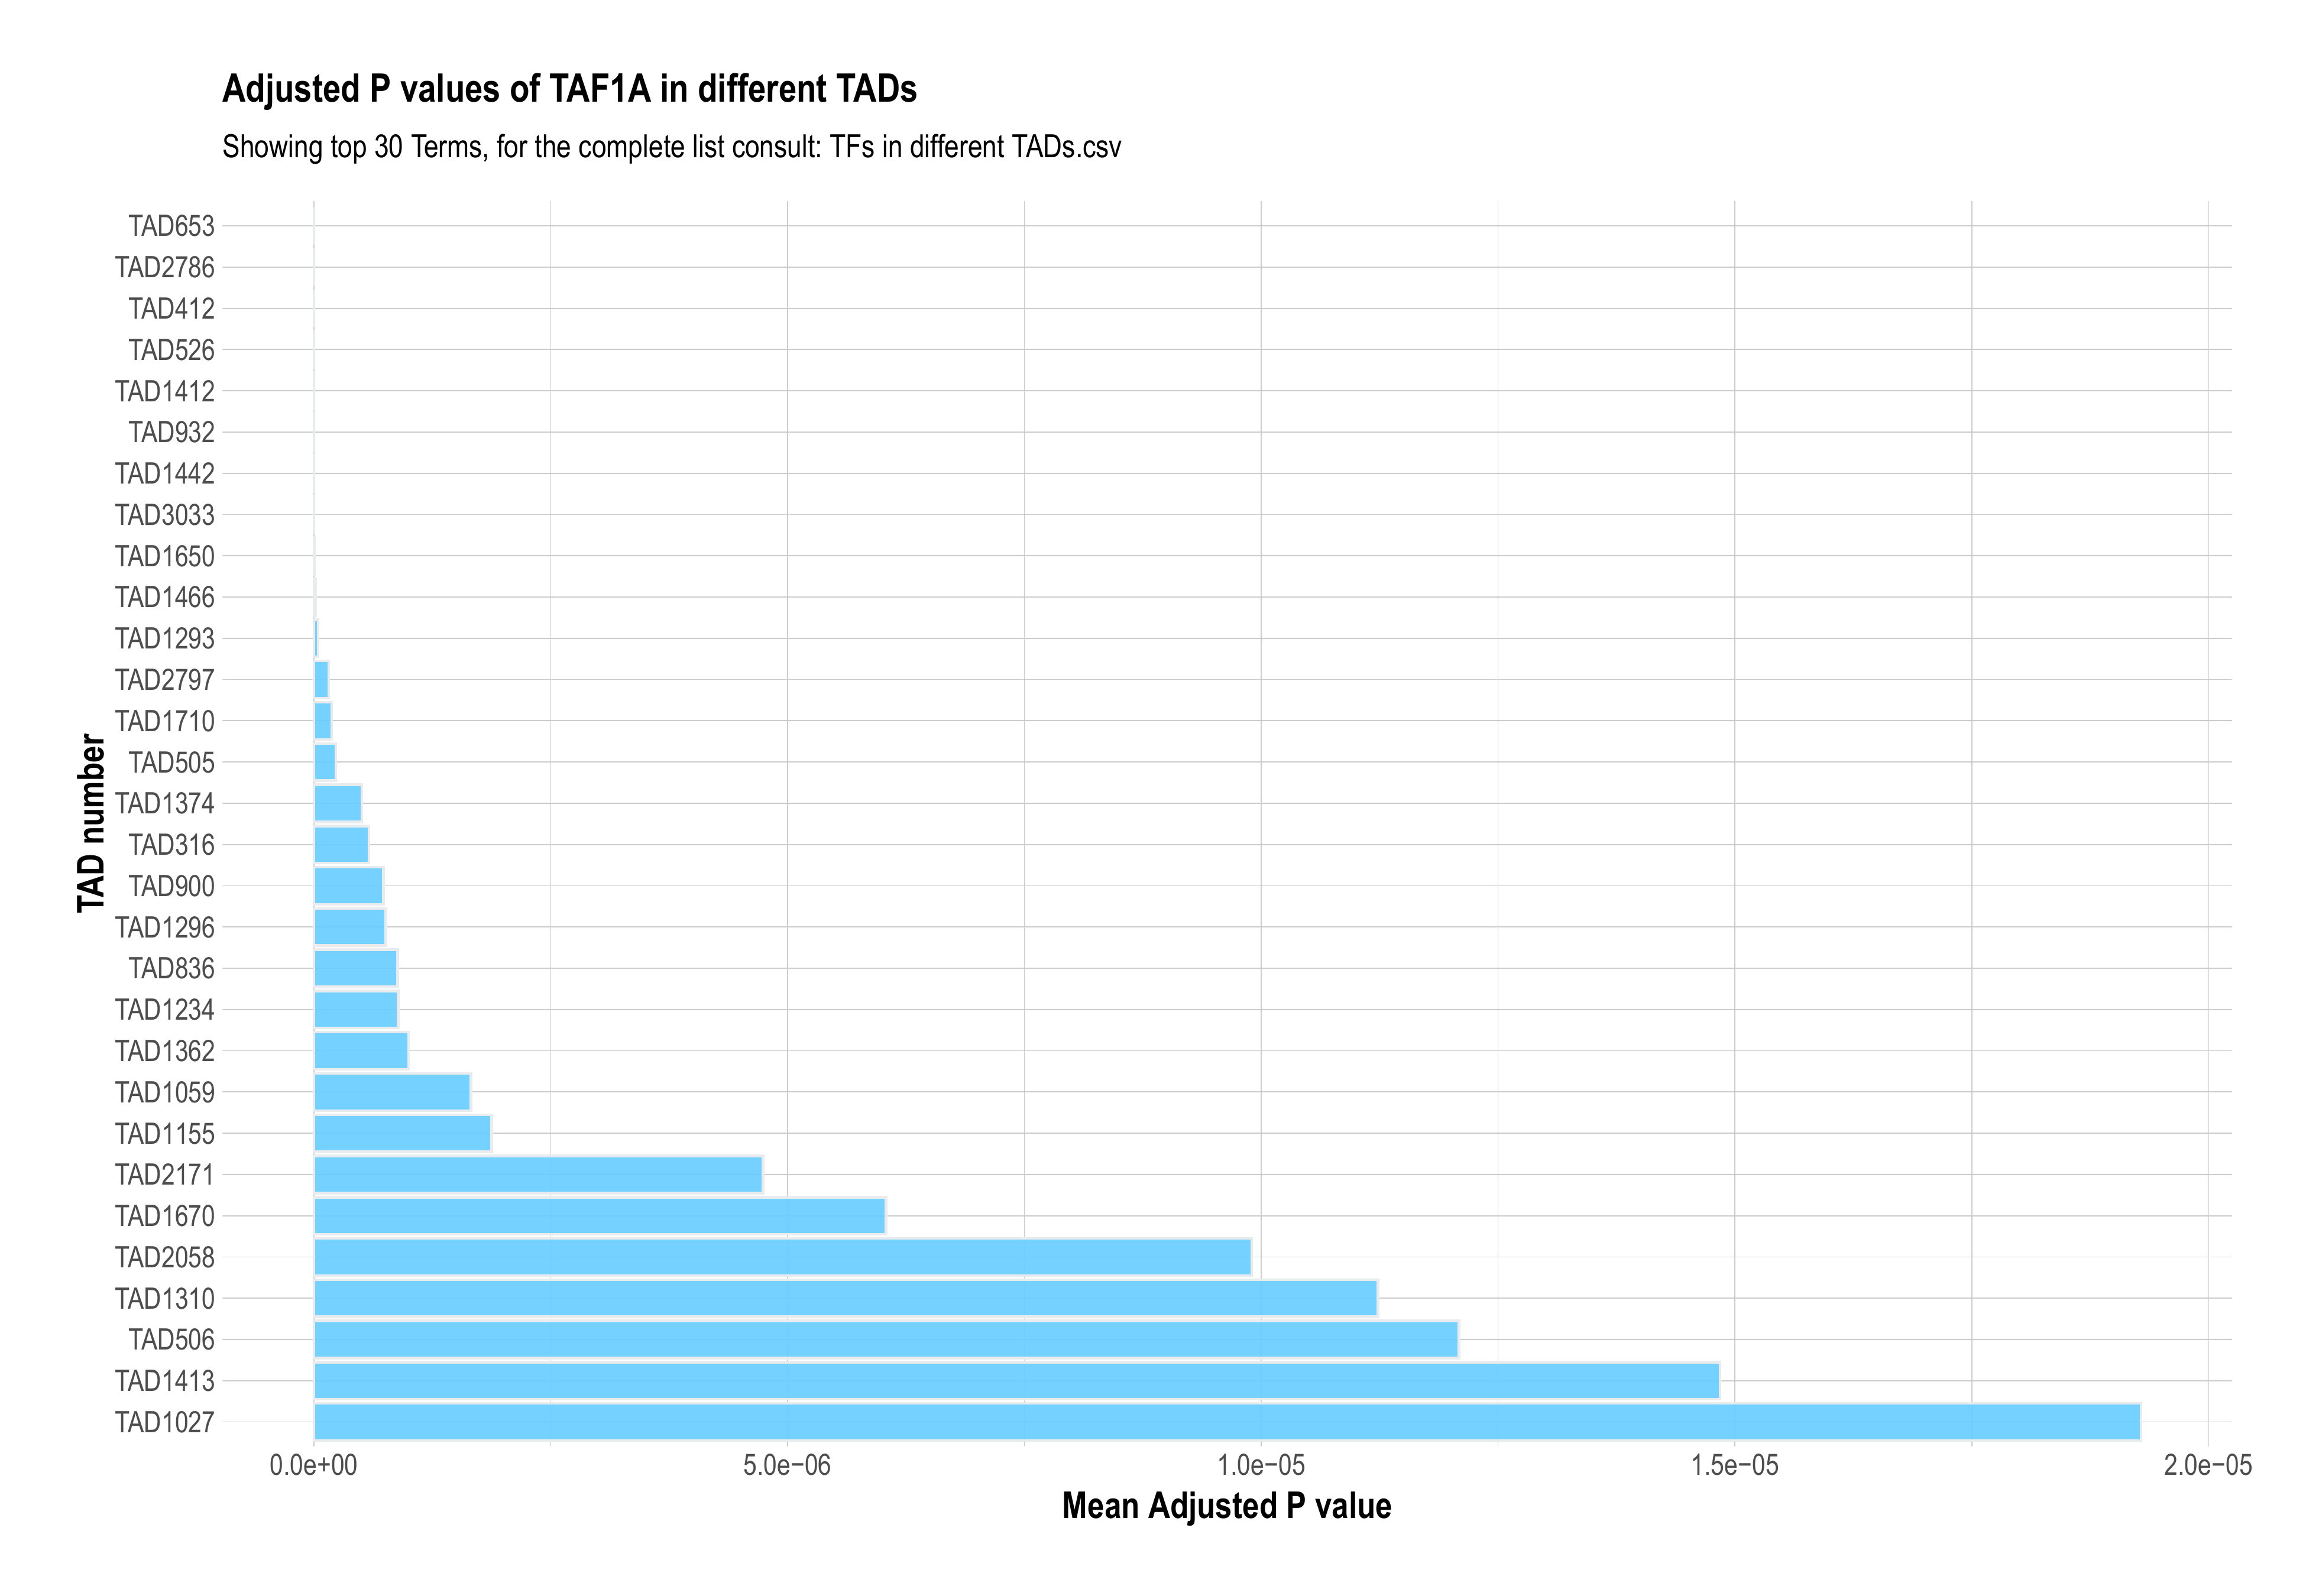 Adjusted P values of TAF1A in different TADs
Showing top 30 Terms, for the complete list consult: TFs in different TADs.csv
TAD number
TAD653
TAD2786
TAD412
TAD526
TAD1412
TAD932
TAD1442
TAD3033
TAD1650
TAD1466
TAD1293
TAD2797
TAD1710
TAD505
TAD1374
TAD316
TAD900
TAD1296
TAD836
TAD1234
TAD1362
TAD1059
TAD1155
TAD2171
TAD1670
TAD2058
TAD1310
TAD506
TAD1413
TAD1027
0.0e+00 5.0e−06 1.0e−05 1.5e−05 2.0e−05
Mean Adjusted P value